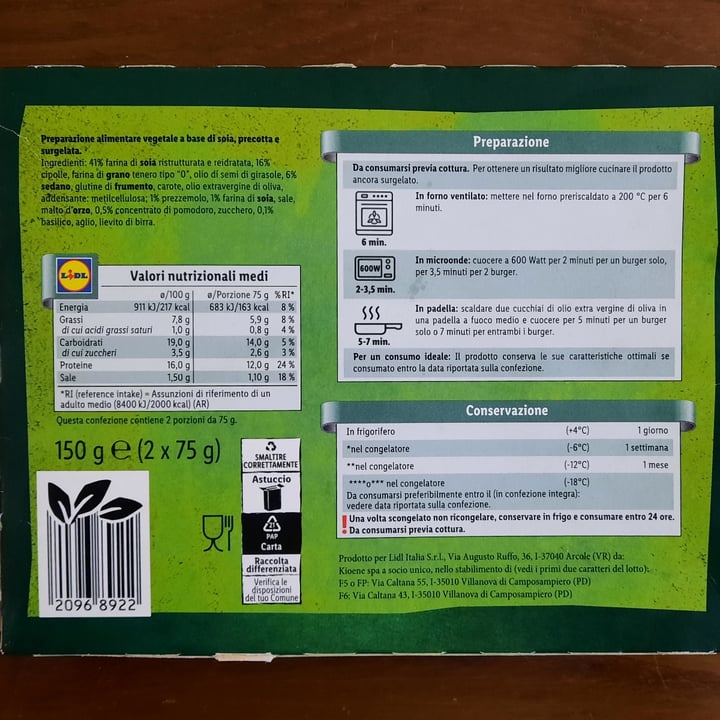 Preparazione alimentare vegetale a base di soia, precotta e
surgelata.
Ingredienti: 41% farina di soia ristrutturata e reidratata, 16%
cipolle, farina di grano tenero tipo "0", olio di semi di girasole, 6%
sedano, glutine di frumento, carote, olio extravergine di oliva,
addensante: metilcellulosa; 1% prezzemolo, 1% farina di soia, sale,
malto d'orzo, 0,5% concentrato di pomodoro, zucchero, 0,1%
basilico, aglio, lievito di birra.
LIDL
Valori nutrizionali medi
ø/100 g ø/Porzione 75 g %RI*
Energia 911 kJ/217 kcal 683 kJ/163 kcal 8 %
Grassi 7,8 g 5,9 g 8 %
di cui acidi grassi saturi 1,0 g 0,8 g 4 %
Carboidrati 19,0 g 14,0 g 5 %
di cui zuccheri 3,5 g 2,6 g 3 %
Proteine 16,0 g 12,0 g 24 %
Sale 1,50 g 1,10 g 18 %
*RI (reference intake) = Assunzioni di riferimento di un
adulto medio (8400 kJ/2000 kcal) (AR)
Questa confezione contiene 2 porzioni da 75 g.
150 g e (2 x 75 g)
2096 8922
SMALTIRE
CORRETTAMENTE
Astuccio
21
PAP
Carta
Raccolta
differenziata
Verifica le
disposizioni
del tuo Comune
Preparazione
Da consumarsi previa cottura. Per ottenere un risultato migliore cucinare il prodotto
ancora surgelato.
In forno ventilato: mettere nel forno preriscaldato a 200 °C per 6
minuti.
6 min.
600W
In microonde: cuocere a 600 Watt per 2 minuti per un burger solo,
per 3,5 minuti per 2 burger.
2-3,5 min.
In padella: scaldare due cucchiai di olio extra vergine di oliva in
una padella a fuoco medio e cuocere per 5 minuti per un burger
solo o 7 minuti per entrambi i burger.
5-7 min.
Per un consumo ideale: Il prodotto conserva le sue caratteristiche ottimali se
consumato entro la data riportata sulla confezione.
Conservazione
In frigorifero (+4°C) 1 giorno
*nel congelatore (-6°C) 1 settimana
**nel congelatore (-12°C) 1 mese
****o*** nel congelatore (-18°C)
Da consumarsi preferibilmente entro il (in confezione integra):
vedere data riportata sulla confezione.
! Una volta scongelato non ricongelare, conservare in frigo e consumare entro 24 ore.
Da consumarsi previa cottura.
Prodotto per Lidl Italia S.r.l., Via Augusto Ruffo, 36, I-37040 Arcole (VR) da:
Kioene spa a socio unico, nello stabilimento di (vedi i primi due caratteri del lotto):
F5 o FP: Via Caltana 55, I-35010 Villanova di Camposampiero (PD)
F6: Via Caltana 43, I-35010 Villanova di Camposampiero (PD)